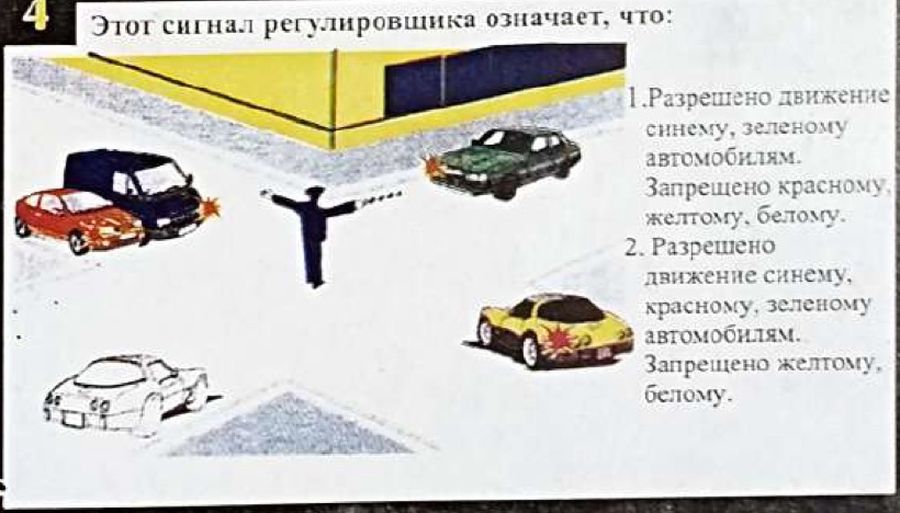 4
Этот сигнал регулировщика означает, что:
1.Разрешено движение
синему, зеленому
автомобилям.
Запрещено красному,
желтому, белому.
2. Разрешено
движение синему,
красному, зеленому
автомобилям.
Запрещено желтому,
белому.